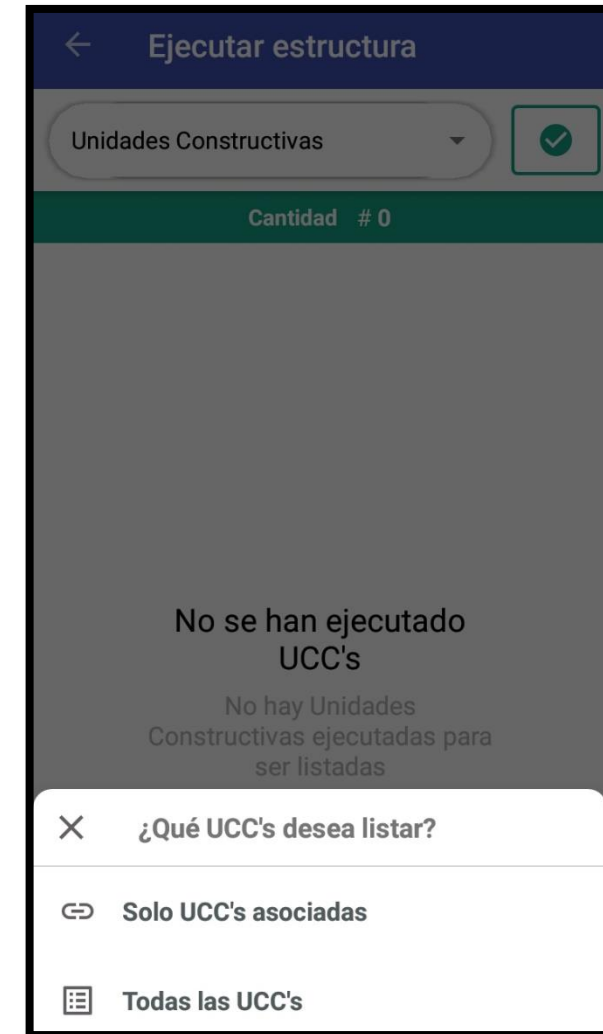 Ejecutar estructura
Unidades Constructivas
Cantidad # 0
No se han ejecutado
UCC's
No hay Unidades
Constructivas ejecutadas para
ser listadas
¿Qué UCC's desea listar?
Solo UCC's asociadas
Todas las UCC's